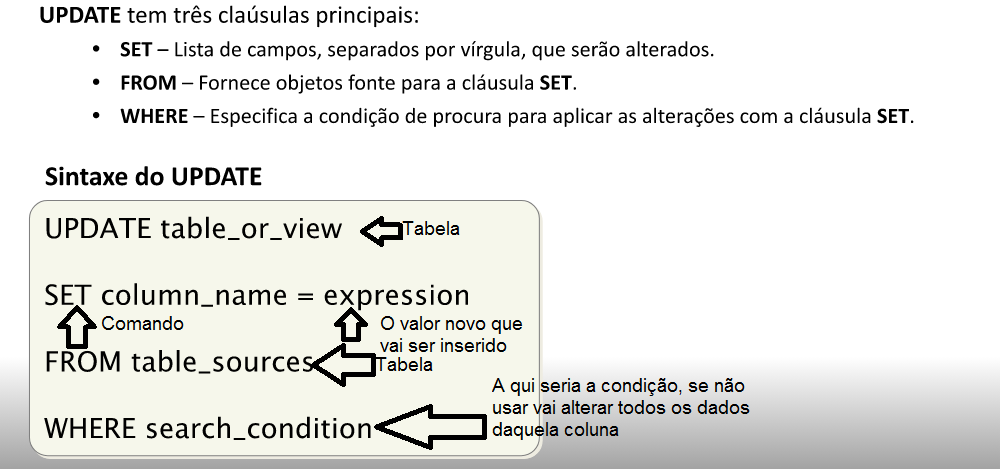 UPDATE tem três claúsulas principais:
• SET – Lista de campos, separados por vírgula, que serão alterados.
• FROM – Fornece objetos fonte para a cláusula SET.
• WHERE – Especifica a condição de procura para aplicar as alterações com a cláusula SET.
Sintaxe do UPDATE
UPDATE table_or_view
Tabela
SET column_name = expression
Comando
O valor novo que
vai ser inserido
FROM table_sources
Tabela
A qui seria a condição, se não
usar vai alterar todos os dados
daquela coluna
WHERE search_condition